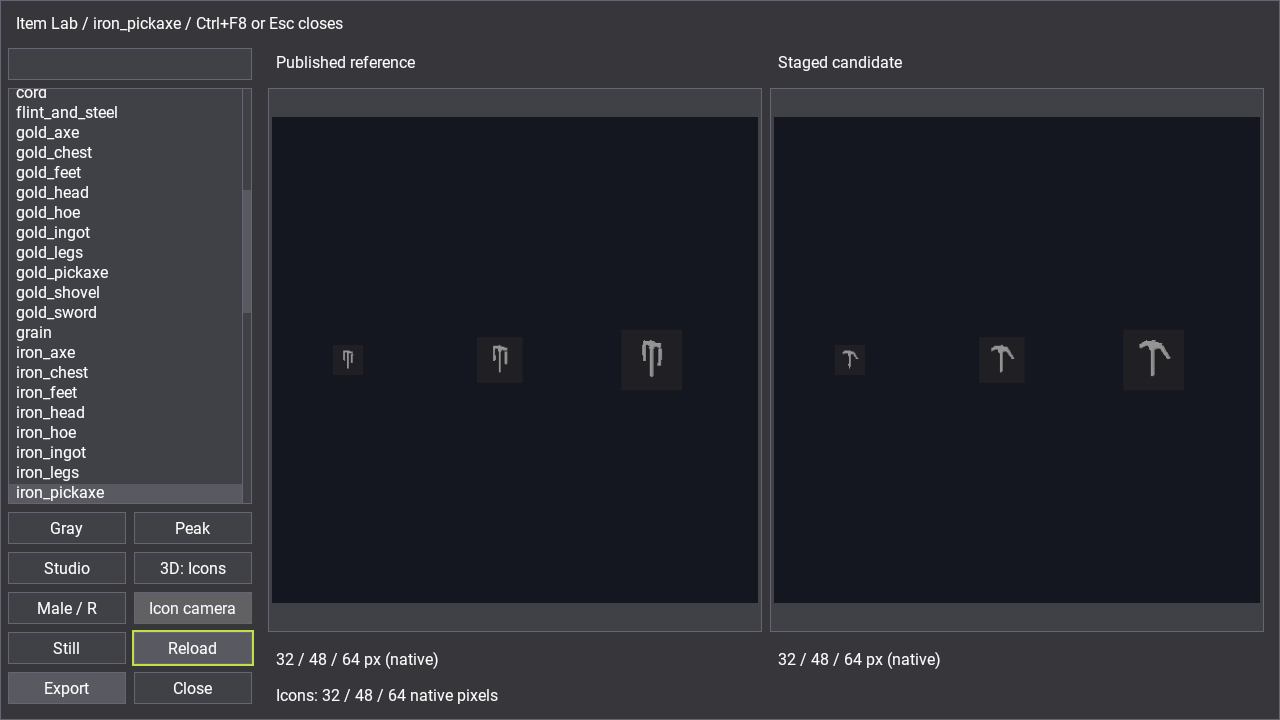 Item Lab / iron_pickaxe / Ctrl+F8 or Esc closes
Published reference
Staged candidate
cord
flint_and_steel
gold_axe
gold_chest
gold_feet
gold_head
gold_hoe
gold_ingot
gold_legs
gold_pickaxe
gold_shovel
gold_sword
grain
iron_axe
iron_chest
iron_feet
iron_head
iron_hoe
iron_ingot
iron_legs
iron_pickaxe
Gray
Peak
Studio
3D: Icons
Male / R
Icon camera
Still
Reload
Export
Close
32 / 48 / 64 px (native)
32 / 48 / 64 px (native)
Icons: 32 / 48 / 64 native pixels